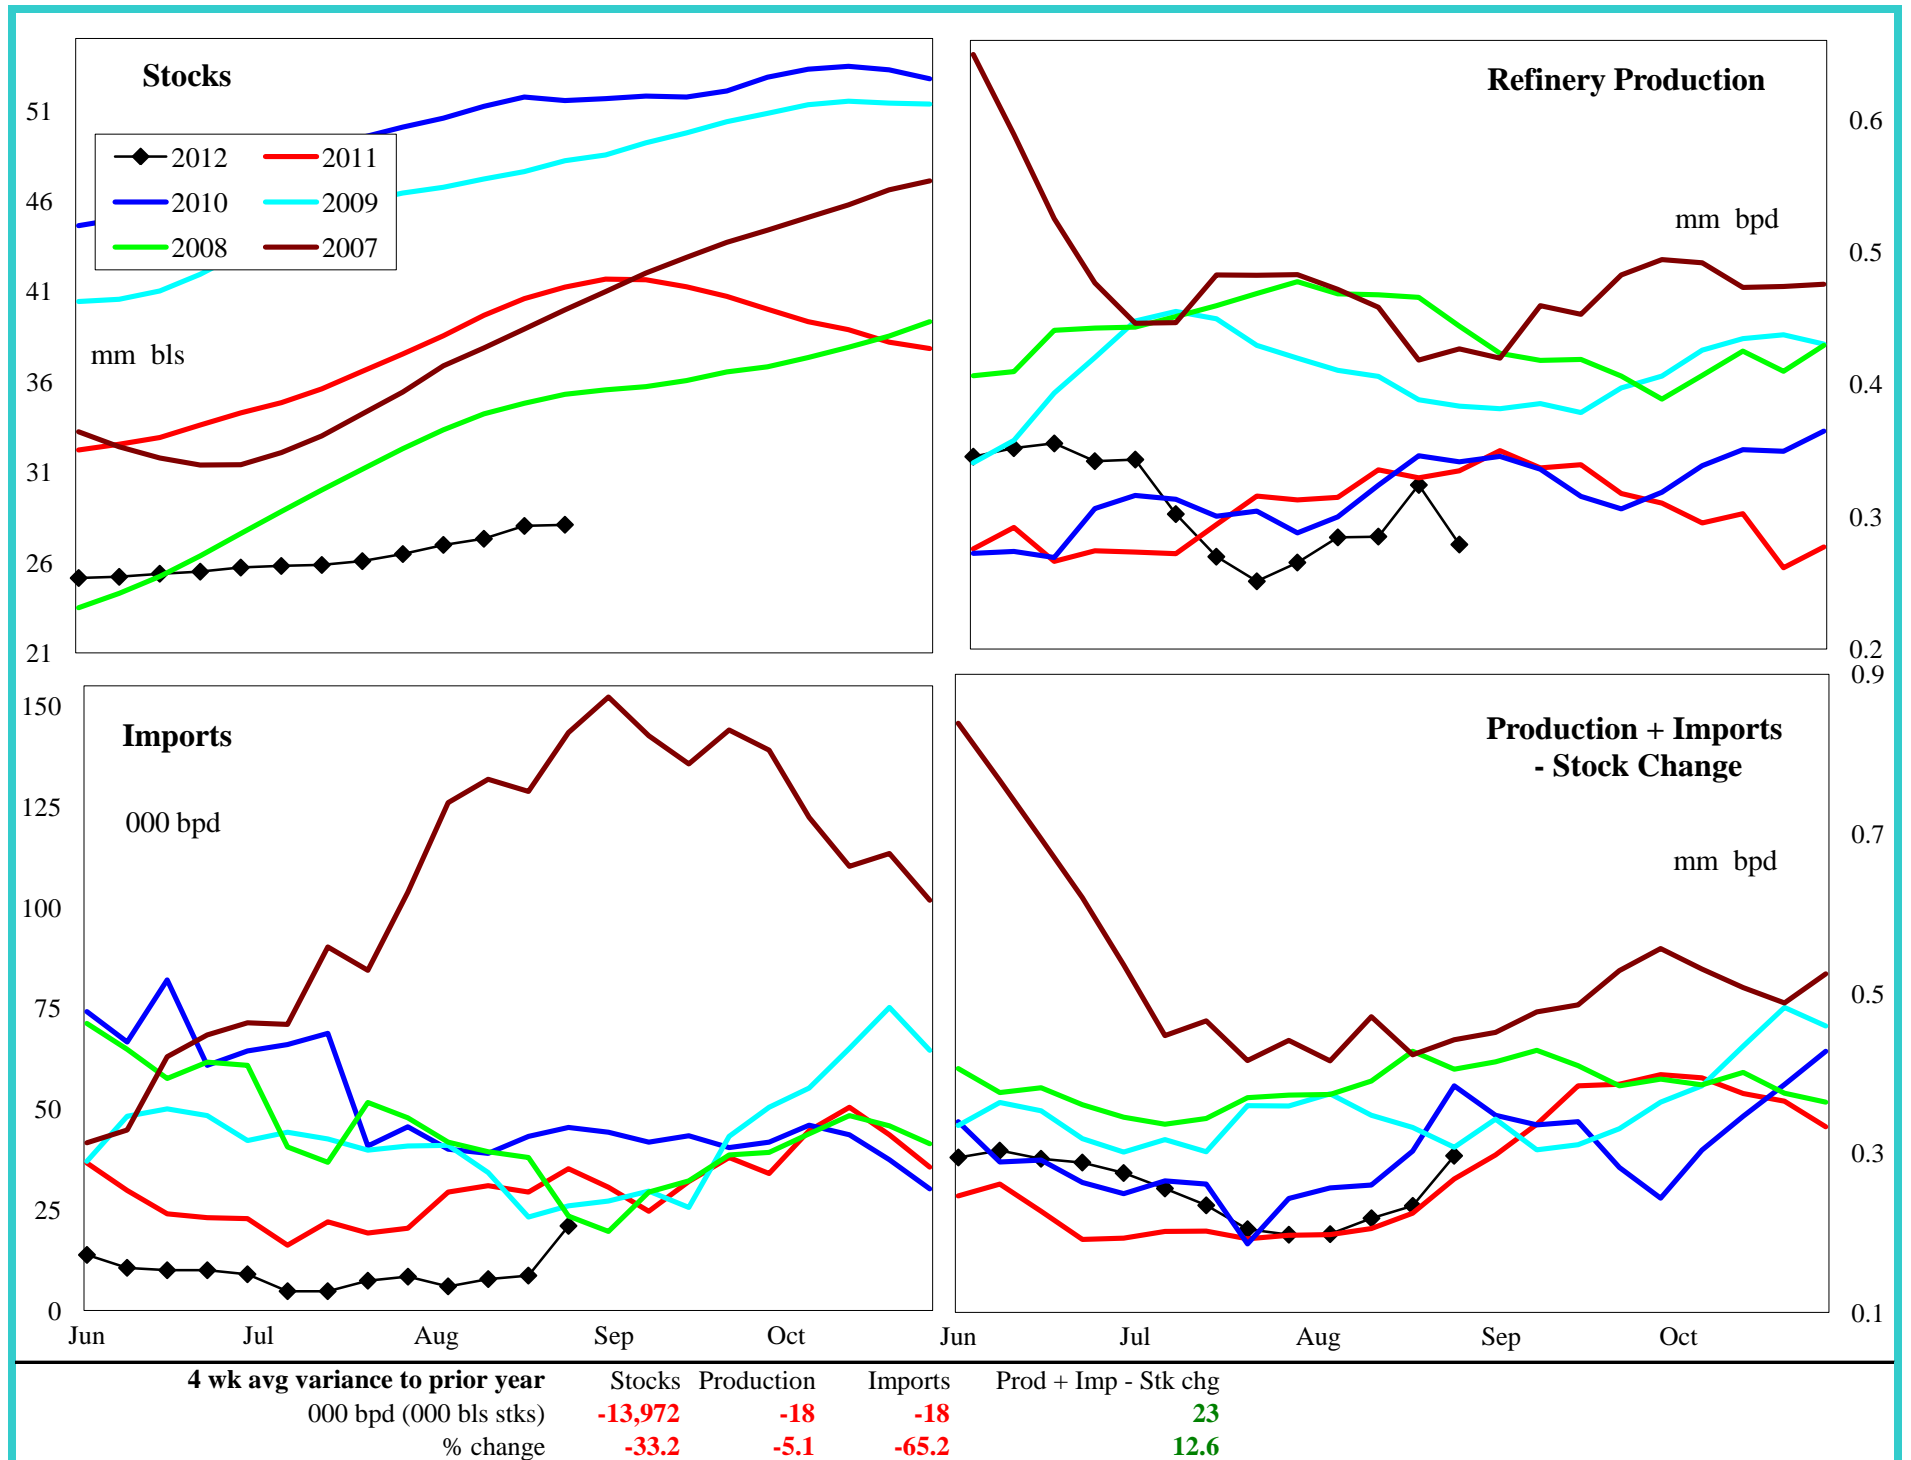 Stocks
51
46
41
36
31
26
21
2012 2011
2010 2009
2008 2007
mm bls
Refinery Production
mm bpd
0.6
0.5
0.4
0.3
0.2
Imports
000 bpd
150
125
100
75
50
25
0
Jun Jul Aug Sep Oct
Production + Imports
- Stock Change
mm bpd
0.9
0.7
0.5
0.3
0.1
Jun Jul Aug Sep Oct
4 wk avg variance to prior year Stocks Production Imports Prod + Imp - Stk chg
000 bpd (000 bls stks) -13,972 -18 -18 23
% change -33.2 -5.1 -65.2 12.6